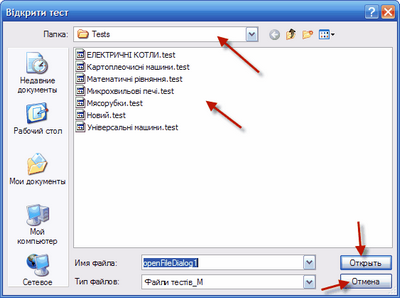 Відкрити тест
Папка: Tests
Недавние документы
Рабочий стол
Мои документы
Мой компьютер
Сетевое
ЕЛЕКТРИЧНІ КОТЛИ.test
Картоплеочисні машини.test
Математичні рівняння.test
Микрохвильові печі.test
Мясорубки.test
Новий.test
Універсальні машини.test
Имя файла: openFileDialog1 Открыть
Тип файлов: Файли тестів_М Отмена